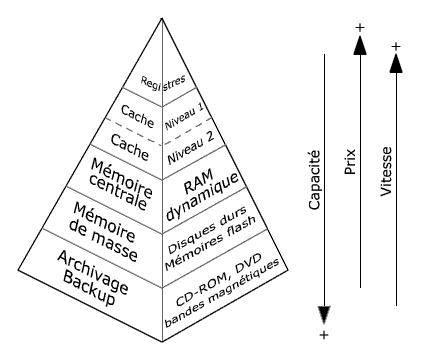 Registres
Cache
Niveau 1
Cache
Niveau 2
Mémoire
centrale
RAM
dynamique
Mémoire
de masse
Disques durs
Mémoires flash
Archivage
Backup
CD-ROM, DVD
bandes magnétiques
Capacité
+
Prix
+
Vitesse
+